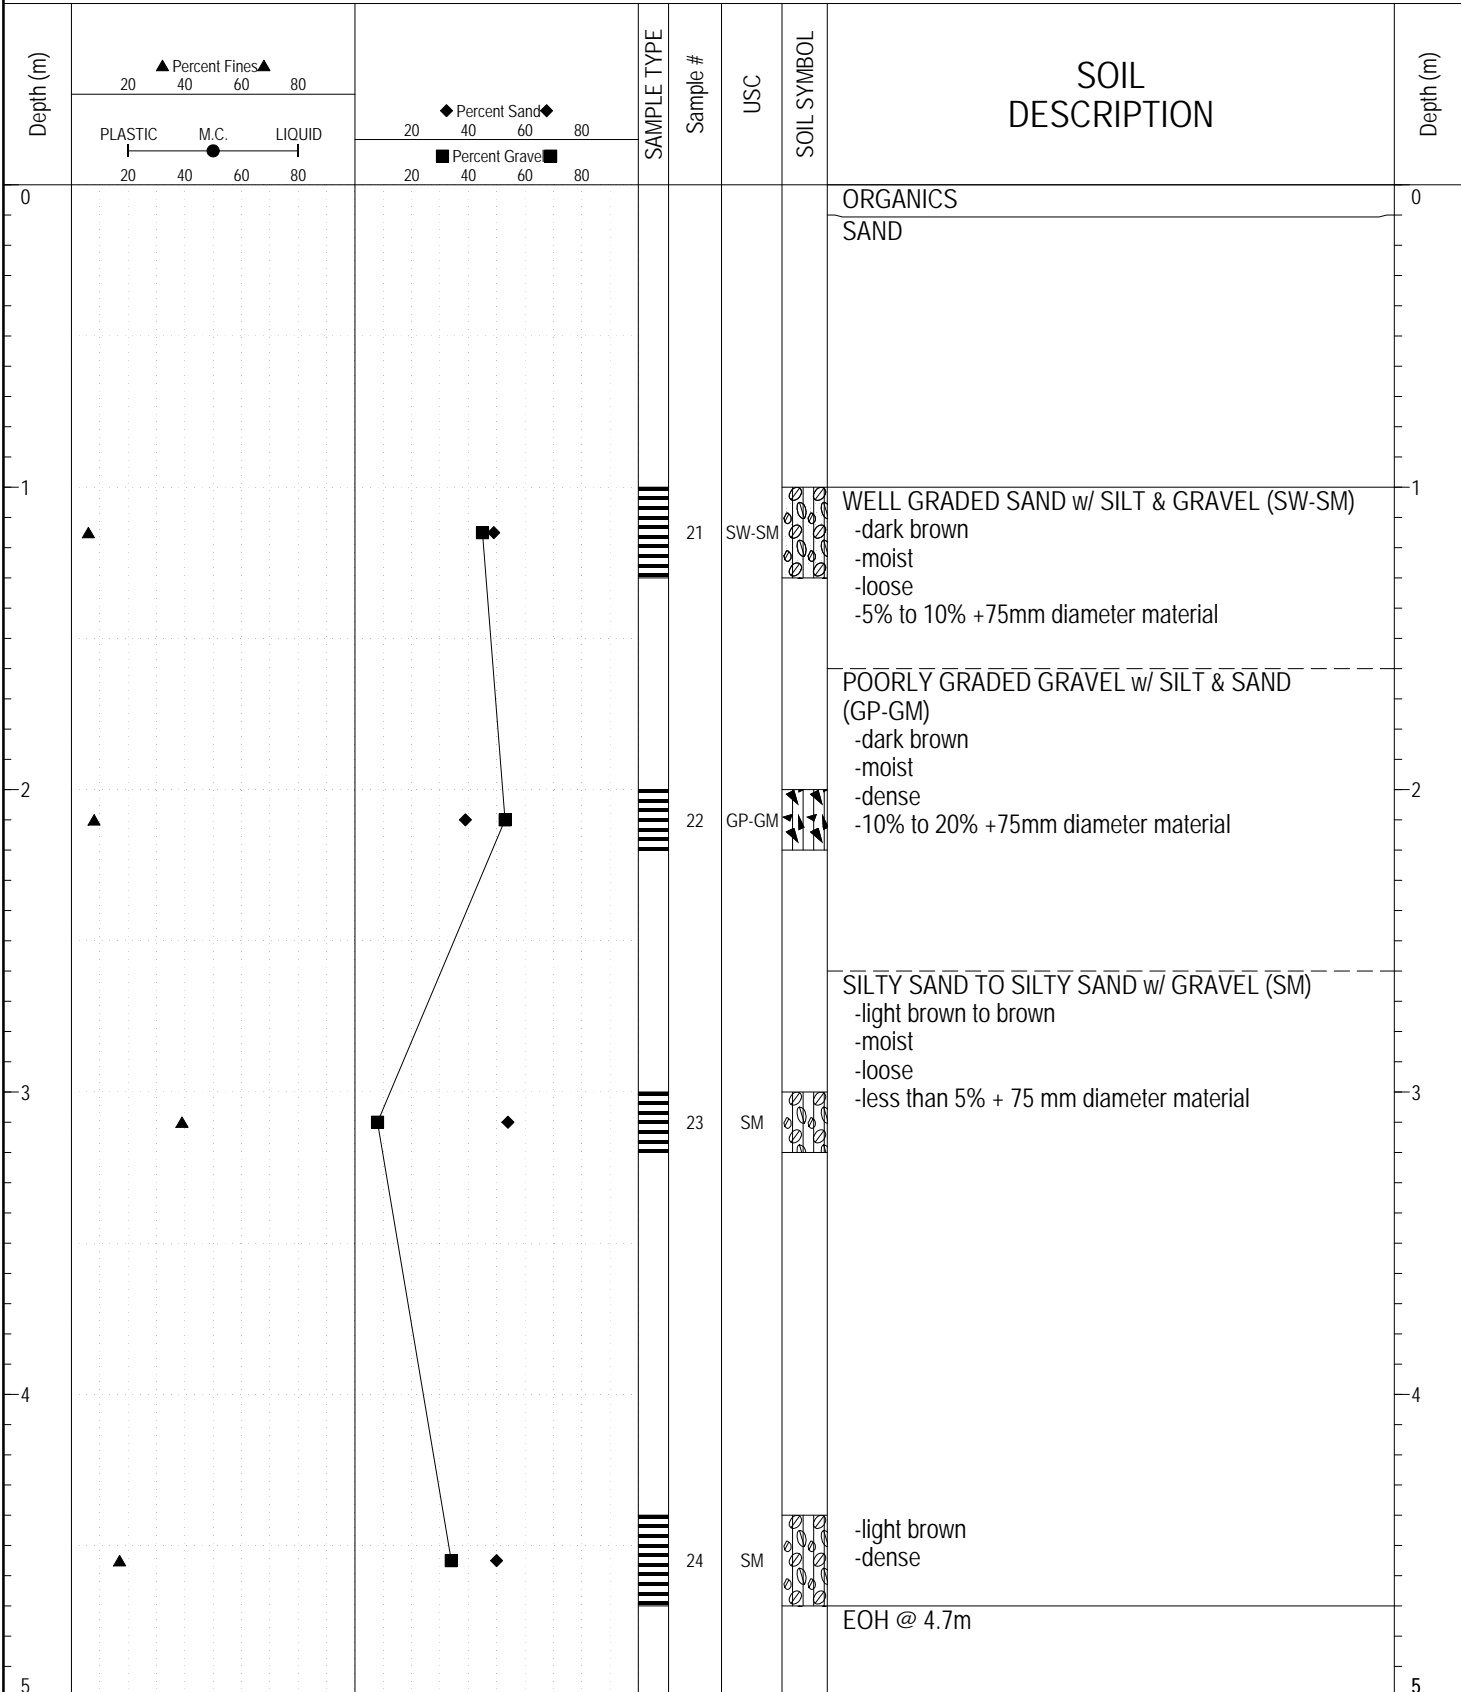 Depth (m)
▲ Percent Fines ▲
20 40 60 80
PLASTIC M.C. LIQUID
20 40 60 80
◆ Percent Sand ◆
20 40 60 80
■ Percent Gravel ■
20 40 60 80
SAMPLE TYPE
Sample #
USC
SOIL SYMBOL
SOIL
DESCRIPTION
Depth (m)
0
ORGANICS
0
SAND
1
WELL GRADED SAND w/ SILT & GRAVEL (SW-SM)
1
21 SW-SM
-dark brown
-moist
-loose
-5% to 10% +75mm diameter material
POORLY GRADED GRAVEL w/ SILT & SAND
(GP-GM)
-dark brown
-moist
2
-dense
2
22 GP-GM
-10% to 20% +75mm diameter material
SILTY SAND TO SILTY SAND w/ GRAVEL (SM)
-light brown to brown
-moist
-loose
3
-less than 5% + 75 mm diameter material
3
23 SM
4
4
-light brown
24 SM
-dense
EOH @ 4.7m
5
5